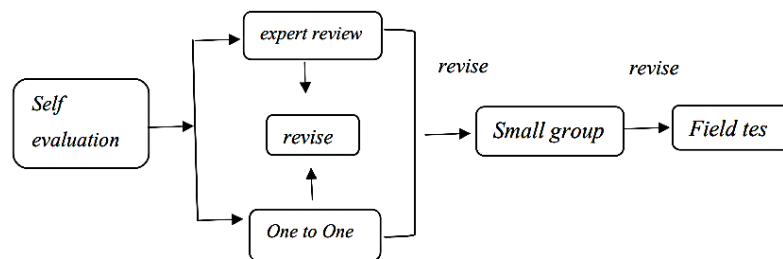 expert review
revise
revise
Self
evaluation
revise
Small group
Field tes
One to One